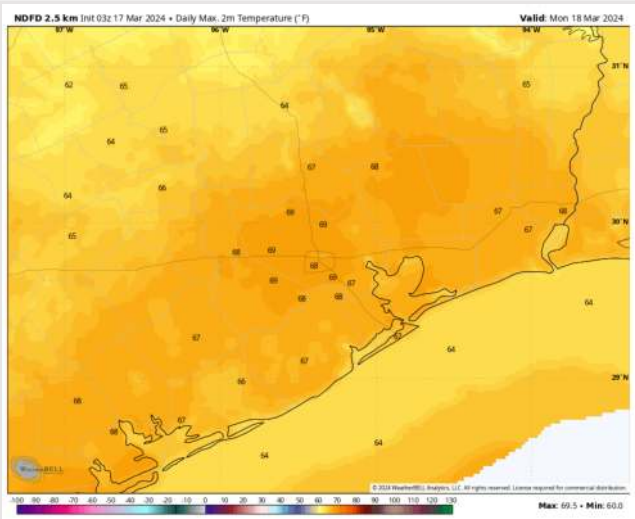 NDFD 2.5 km Init 03z 17 Mar 2024 • Daily Max. 2m Temperature (°F) Valid: Mon 18 Mar 2024
97°W 96°W 95°W 94°W
31°N
62 65 65
64
65
64
67 68
66
64
69 67 68
30°N
69 67
65
68 69
68
69 69 67
68 68
64
67
67
64
67
29°N
66
68
67
68
64
64
WeatherBELL
© 2024 WeatherBELL Analytics, LLC. All rights reserved. License required for commercial distribution.
-100 -90 -80 -70 -60 -50 -40 -30 -20 -10 0 10 20 30 40 50 60 70 80 90 100 110 120 130
Max: 69.5 • Min: 60.0